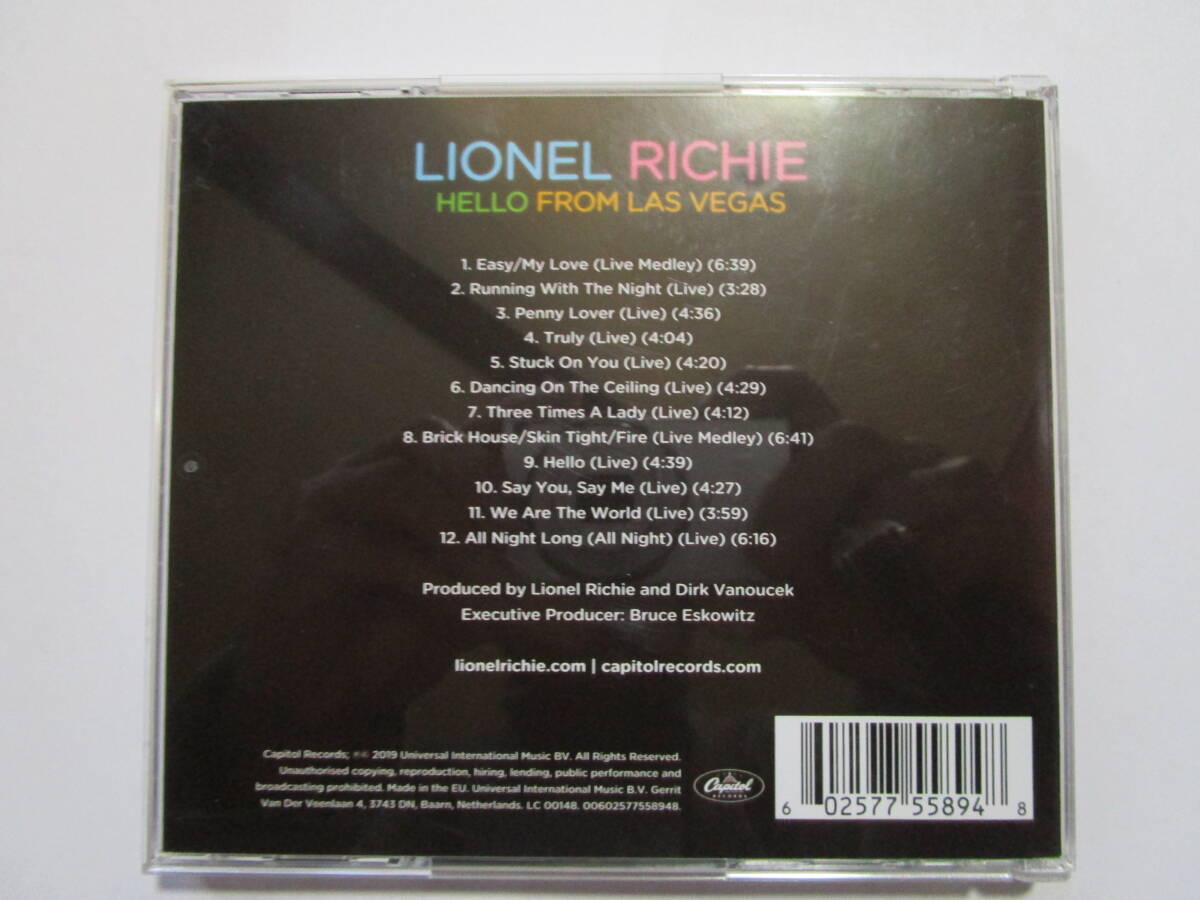 LIONEL RICHIE
HELLO FROM LAS VEGAS
1. Easy/My Love (Live Medley) (6:39)
2. Running With The Night (Live) (3:28)
3. Penny Lover (Live) (4:36)
4. Truly (Live) (4:04)
5. Stuck On You (Live) (4:20)
6. Dancing On The Ceiling (Live) (4:29)
7. Three Times A Lady (Live) (4:12)
8. Brick House/Skin Tight/Fire (Live Medley) (6:41)
9. Hello (Live) (4:39)
10. Say You, Say Me (Live) (4:27)
11. We Are The World (Live) (3:59)
12. All Night Long (All Night) (Live) (6:16)
Produced by Lionel Richie and Dirk Vanoucek
Executive Producer: Bruce Eskowitz
lionelrichie.com | capitolrecords.com
Capitol Records; 2019 Universal International Music BV. All Rights Reserved.
Unauthorised copying, reproduction, hiring, lending, public performance and
broadcasting prohibited. Made in the EU. Universal International Music B.V. Gerrit
Van Der Veenlaan 4, 3743 DN, Baarn, Netherlands. LC 00148. 00602577558948.
Capitol
RECORDS
6 02577 55894 8